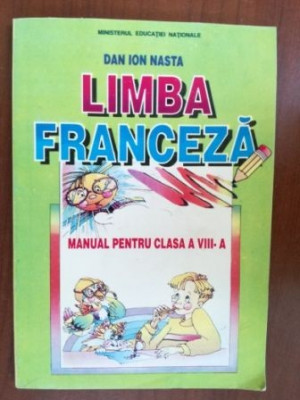 MINISTERUL EDUCAȚIEI NAȚIONALE
DAN ION NASTA
LIMBA
FRANCEZĂ
MANUAL PENTRU CLASA A VIII-A